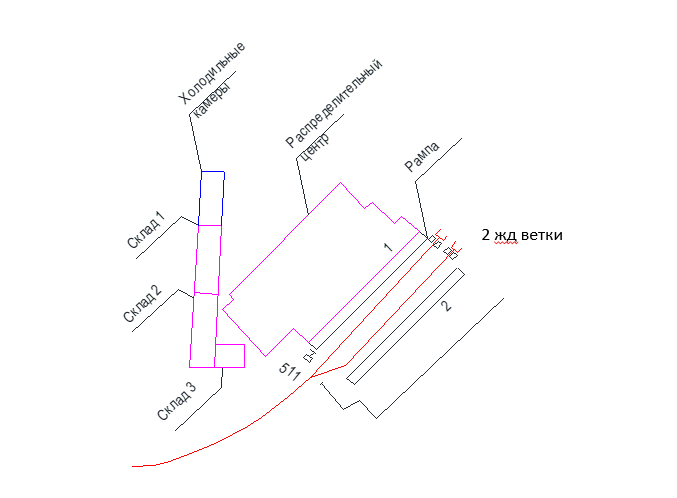 Холодильные
камеры
Распределительный
центр
Рампа
Склад 1
1
2 жд ветки
Склад 2
2
511
Склад 3